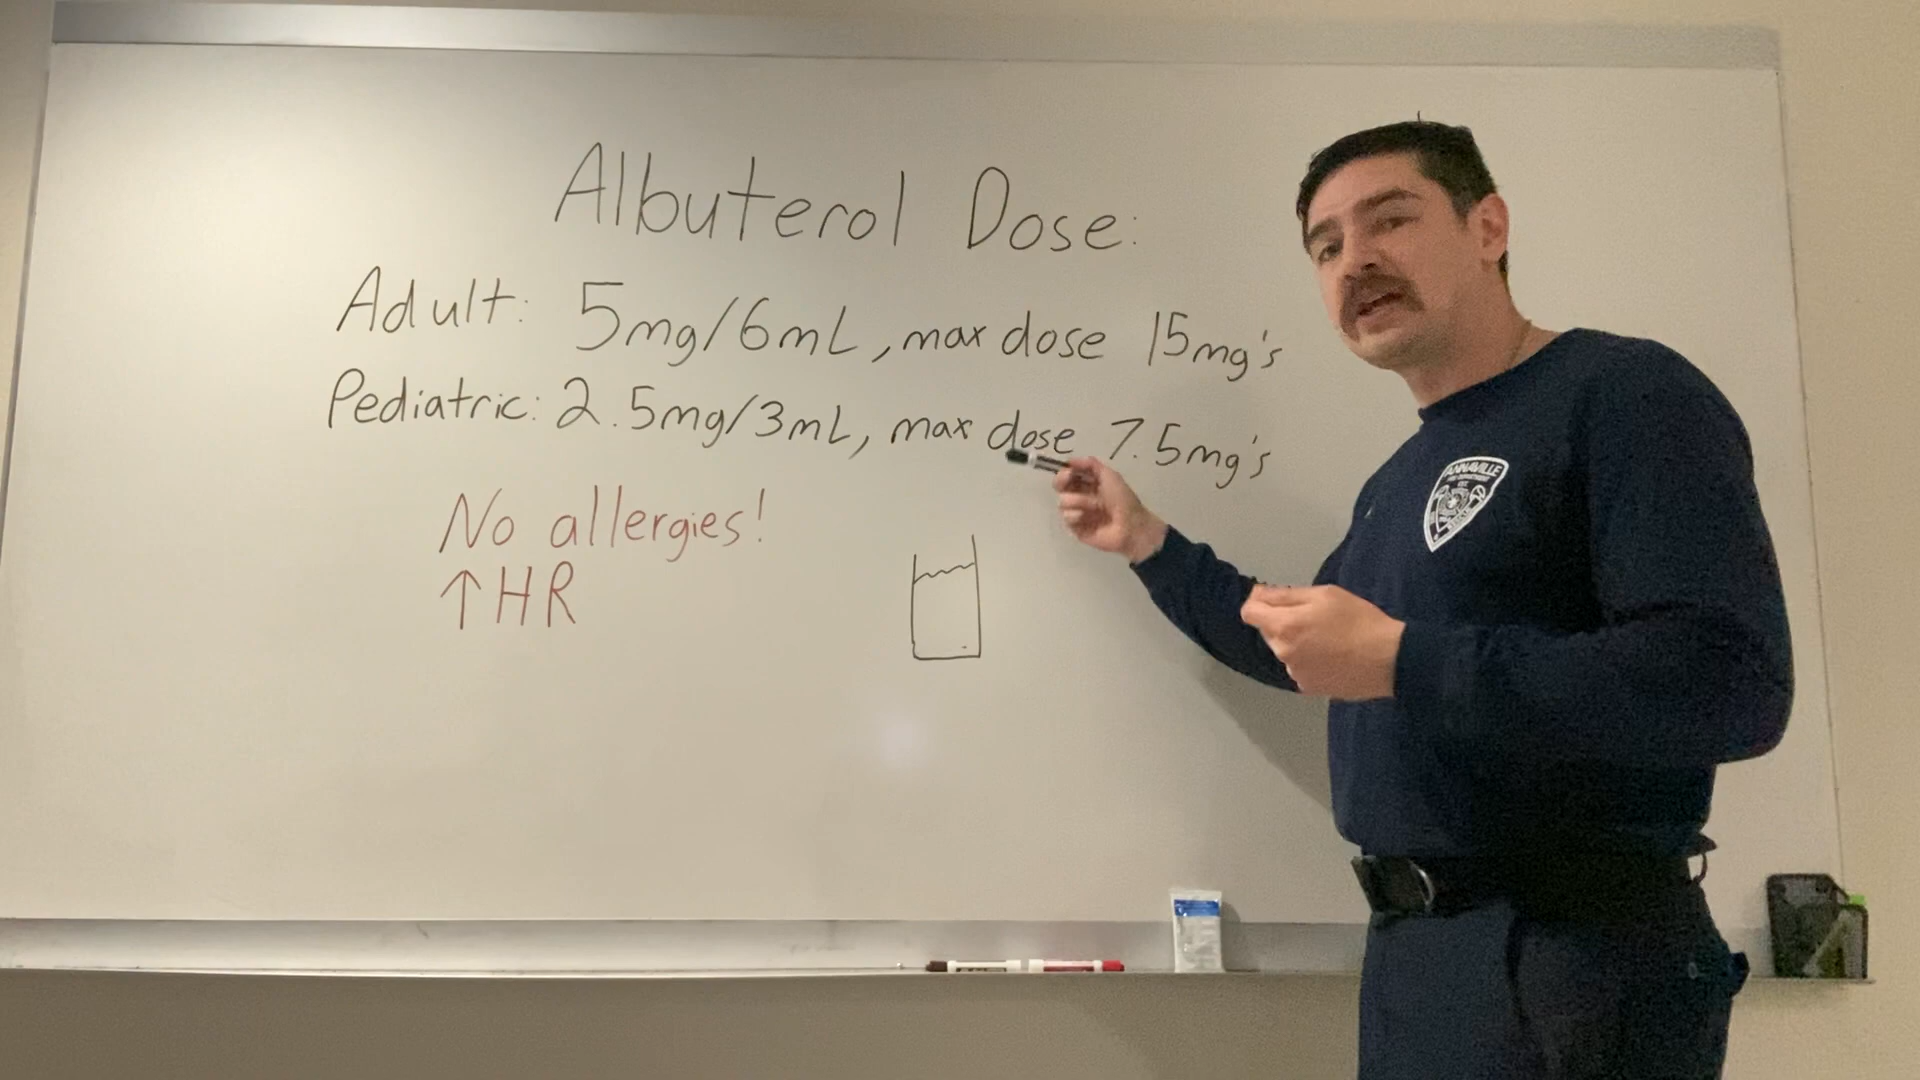 Albuterol Dose:
Adult: 5mg/6mL, max dose 15mg's
Pediatric: 2.5mg/3mL, max dose 7.5mg's
No allergies!
↑HR
ANNAVILLE